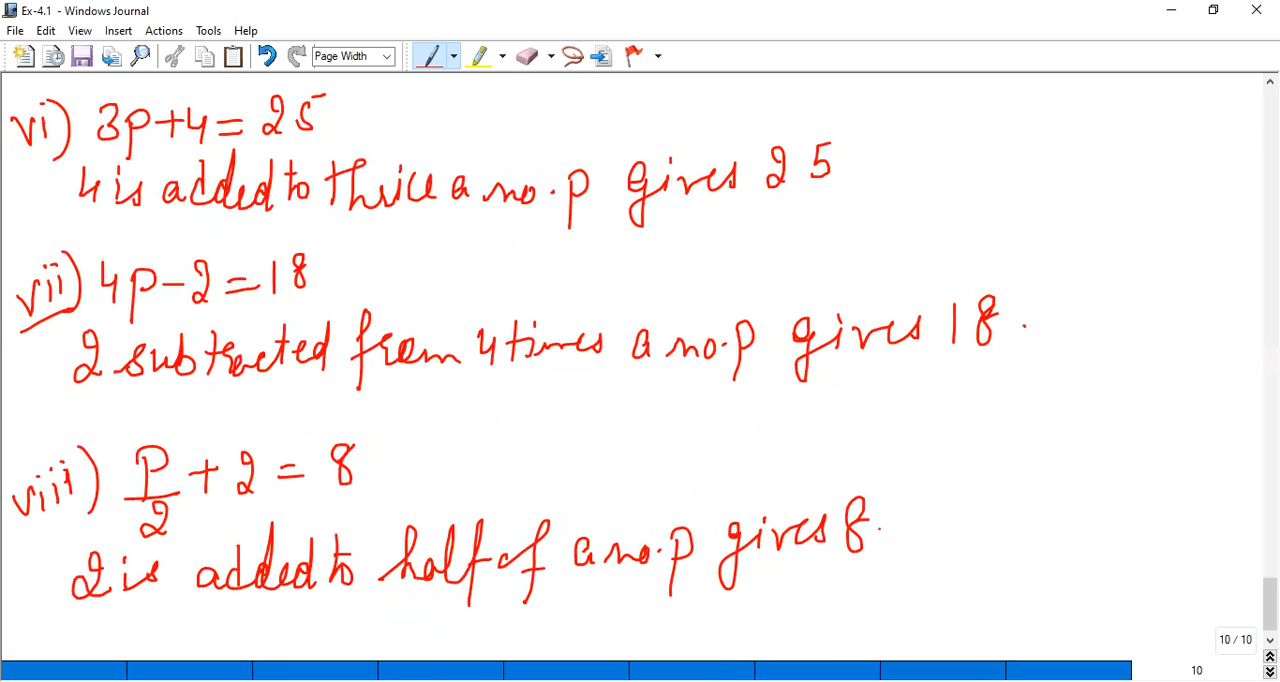 Ex-4.1 - Windows Journal
File Edit View Insert Actions Tools Help
Page Width
vi) 3p+4=25
4 is added to thrice a no. p gives 25
vii) 4p-2=18
2 subtracted from 4 times a no. p gives 18.
viii) p/2 + 2 = 8
2 is added to half of a no. p gives 8.
10 / 10
10